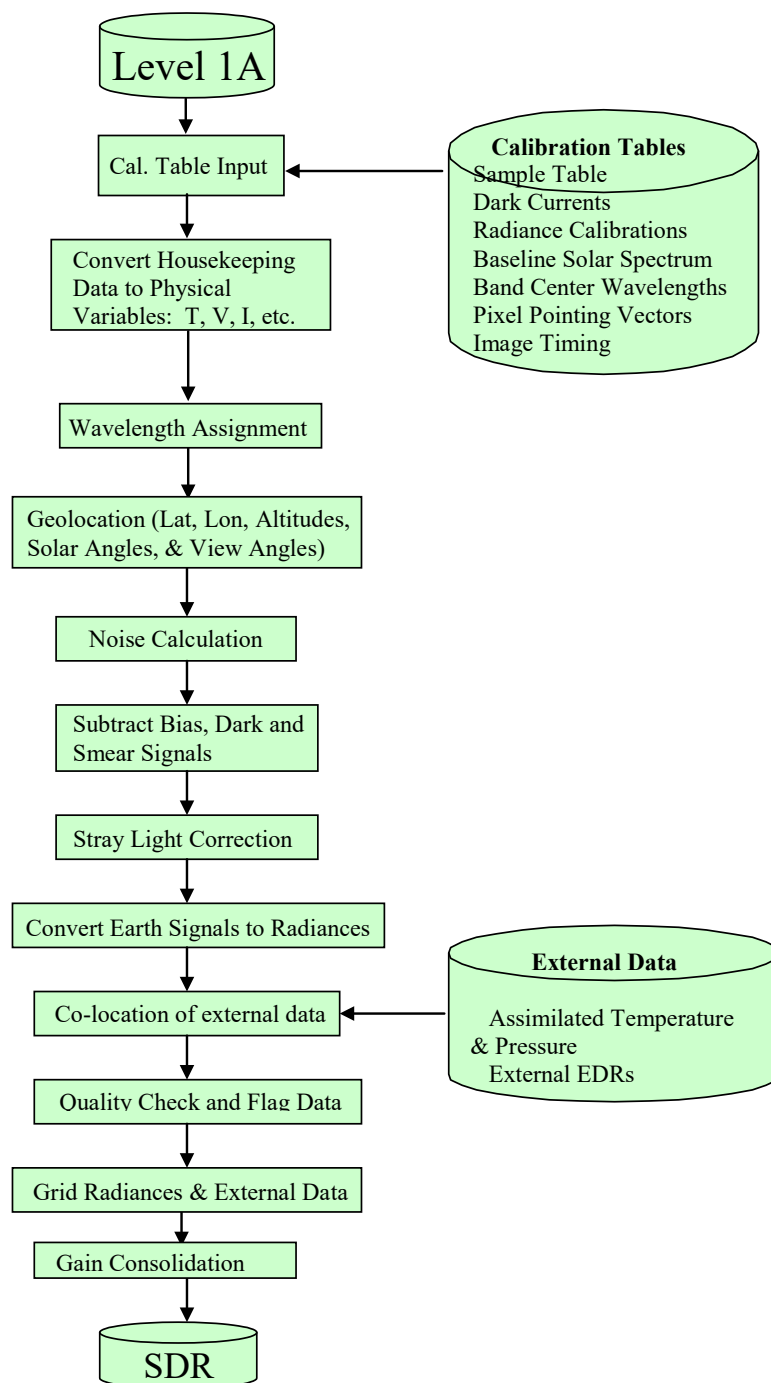 Level 1A
Cal. Table Input
Calibration Tables
Sample Table
Dark Currents
Radiance Calibrations
Baseline Solar Spectrum
Band Center Wavelengths
Pixel Pointing Vectors
Image Timing
Convert Housekeeping
Data to Physical
Variables: T, V, I, etc.
Wavelength Assignment
Geolocation (Lat, Lon, Altitudes,
Solar Angles, & View Angles)
Noise Calculation
Subtract Bias, Dark and
Smear Signals
Stray Light Correction
Convert Earth Signals to Radiances
Co-location of external data
External Data
Assimilated Temperature
& Pressure
External EDRs
Quality Check and Flag Data
Grid Radiances & External Data
Gain Consolidation
SDR